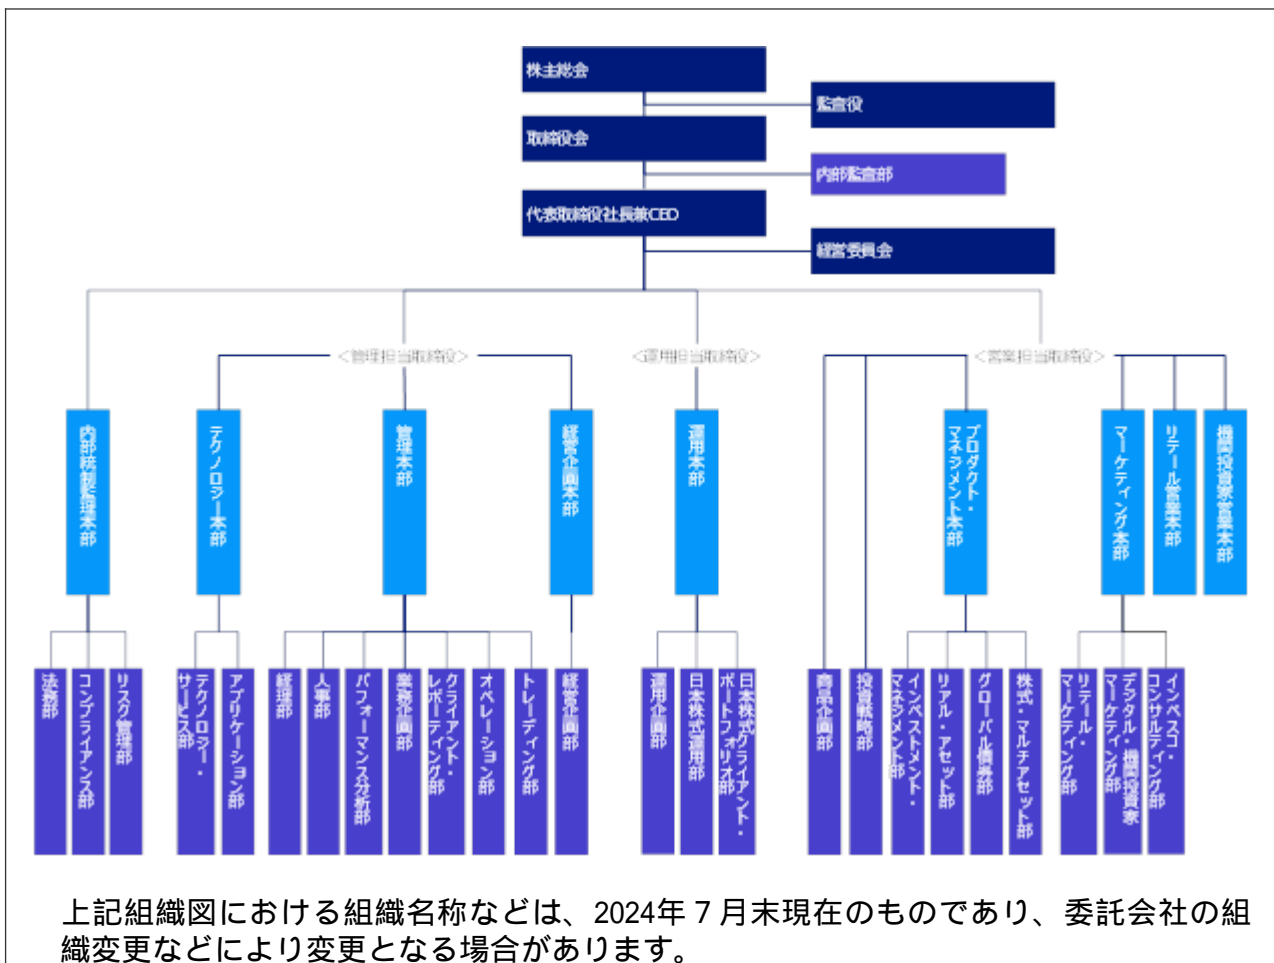 株主総会
監査役
取締役会
内部監査部
代表取締役社長兼CEO
経営委員会
<管理担当取締役>
<運用担当取締役>
<営業担当取締役>
内部統制監理本部
テクノロジー本部
管理本部
経営企画本部
運用本部
プロダクト・
マネジメント本部
マーケティング本部
リテール営業本部
機関投資家営業本部
法務部
コンプライアンス部
リスク管理部
テクノロジー・
サービス部
アプリケーション部
経理部
人事部
パフォーマンス分析部
業務企画部
クライアント・
レポーティング部
オペレーション部
トレーディング部
経営企画部
運用企画部
日本株式運用部
日本株式クライアント・
ポートフォリオ部
商品企画部
投資戦略部
インベストメント・
マネジメント部
リアル・アセット部
グローバル債券部
株式・マルチアセット部
リテール・
マーケティング部
デジタル・機関投資家
マーケティング部
インベスコ・
コンサルティング部
上記組織図における組織名称などは、2024年7月末現在のものであり、委託会社の組
織変更などにより変更となる場合があります。